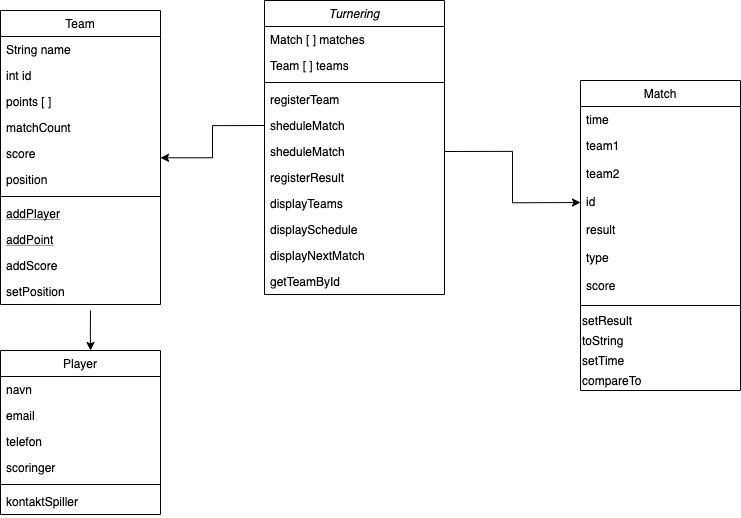 Team
String name
int id
points [ ]
matchCount
score
position
addPlayer
addPoint
addScore
setPosition
Turnering
Match [ ] matches
Team [ ] teams
registerTeam
sheduleMatch
sheduleMatch
registerResult
displayTeams
displaySchedule
displayNextMatch
getTeamById
Match
time
team1
team2
id
result
type
score
setResult
toString
setTime
compareTo
Player
navn
email
telefon
scoringer
kontaktSpiller